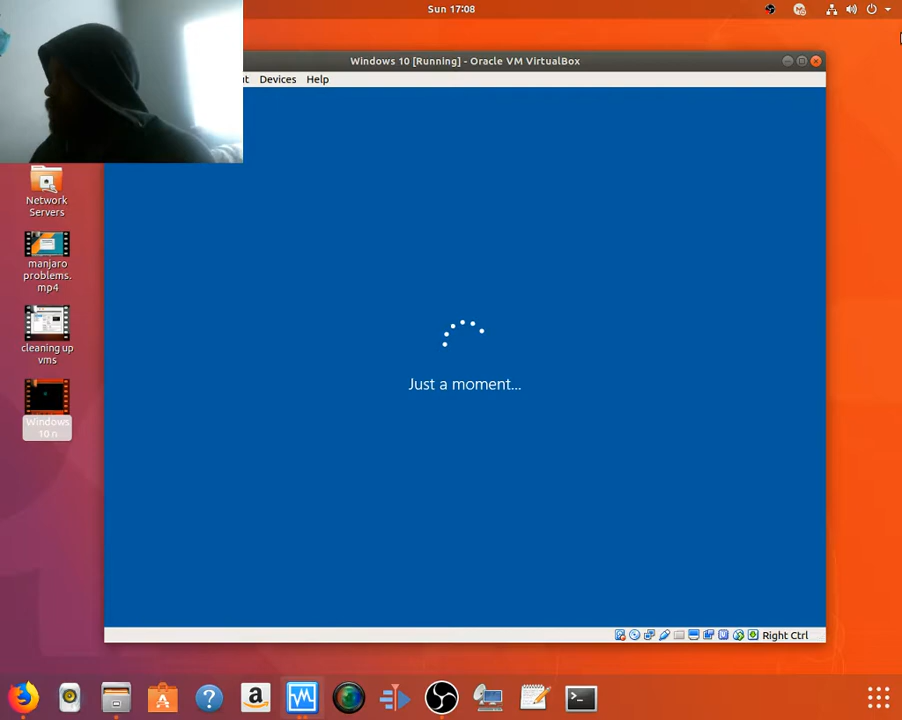 Sun 17:08
Windows 10 [Running] - Oracle VM VirtualBox
Devices Help
Network
Servers
manjaro
problems.
mp4
cleaning up
vms
Windows
10 n
Just a moment...
Right Ctrl